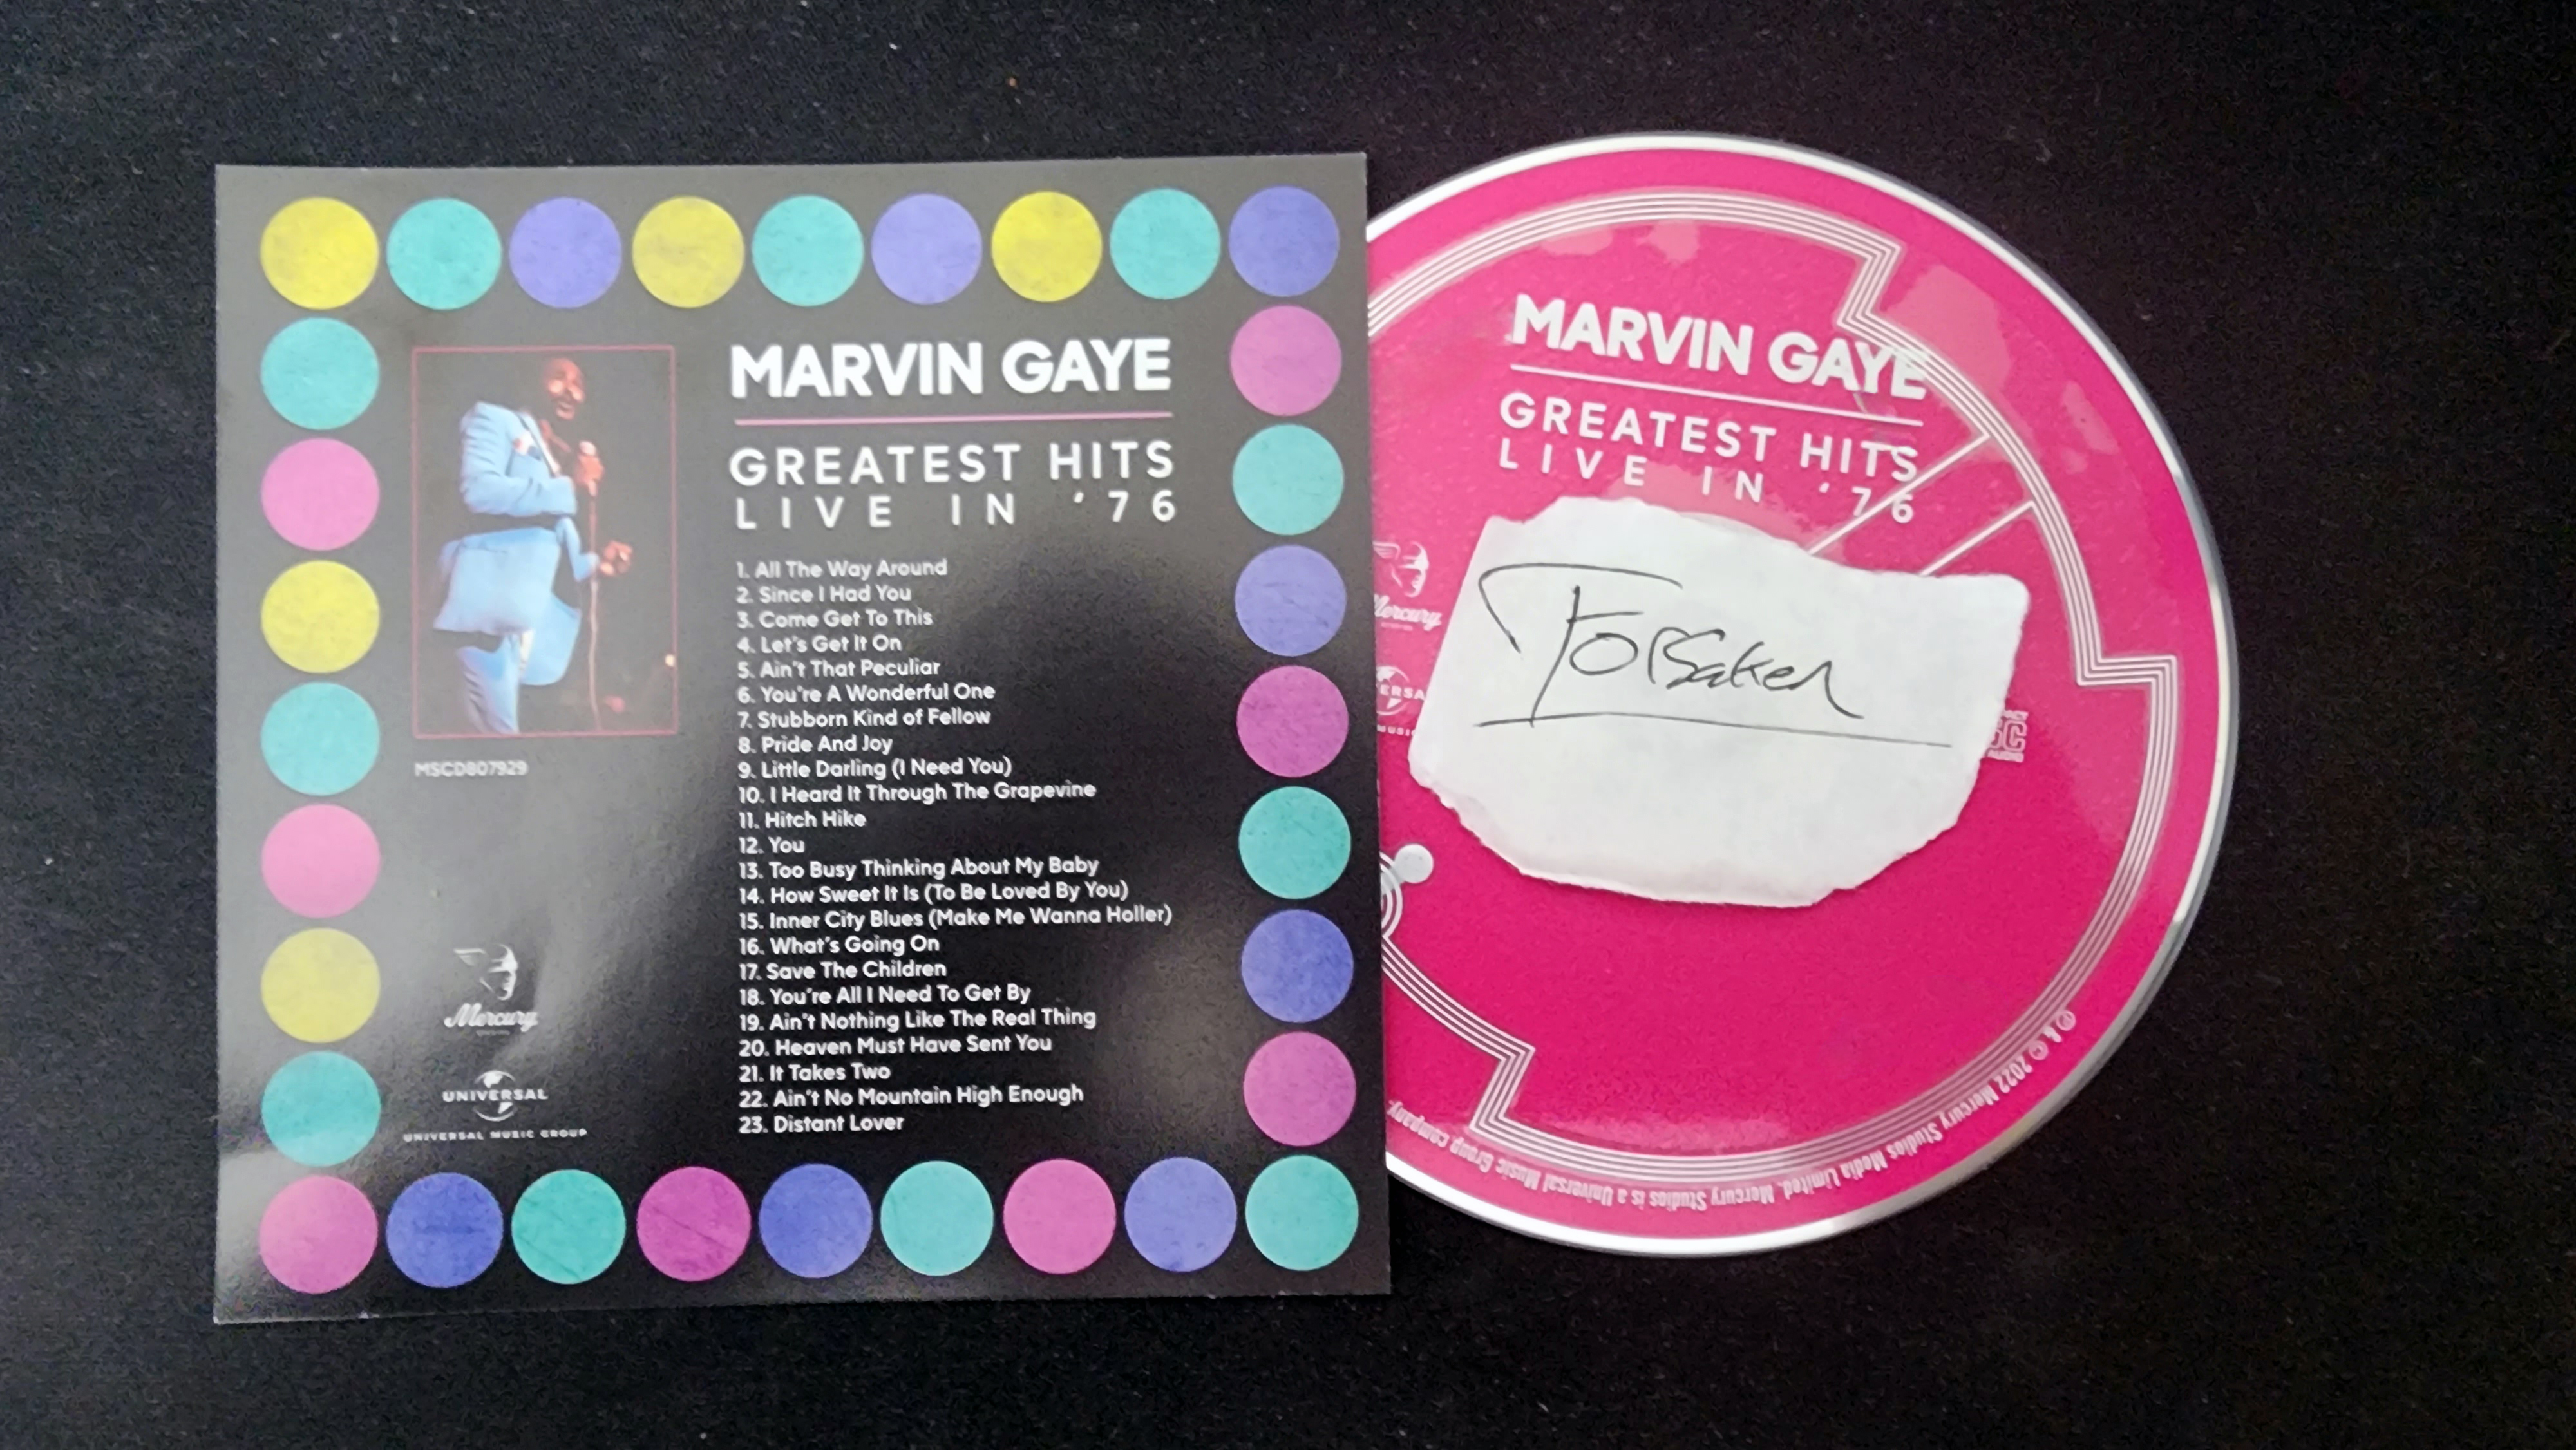 MARVIN GAYE
GREATEST HITS
LIVE IN '76
1. All The Way Around
2. Since I Had You
3. Come Get To This
4. Let's Get It On
5. Ain't That Peculiar
6. You're A Wonderful One
7. Stubborn Kind of Fellow
8. Pride And Joy
9. Little Darling (I Need You)
10. I Heard It Through The Grapevine
11. Hitch Hike
12. You
13. Too Busy Thinking About My Baby
14. How Sweet It Is (To Be Loved By You)
15. Inner City Blues (Make Me Wanna Holler)
16. What's Going On
17. Save The Children
18. You're All I Need To Get By
19. Ain't Nothing Like The Real Thing
20. Heaven Must Have Sent You
21. It Takes Two
22. Ain't No Mountain High Enough
23. Distant Lover
MSCD807929
Mercury
UNIVERSAL
UNIVERSAL MUSIC GROUP
MARVIN GAYE
GREATEST HITS
LIVE IN '76
Mercury
Forsaken
℗ & © 2022 Mercury Studios Media Limited. Mercury Studios is a Universal Music Group company.